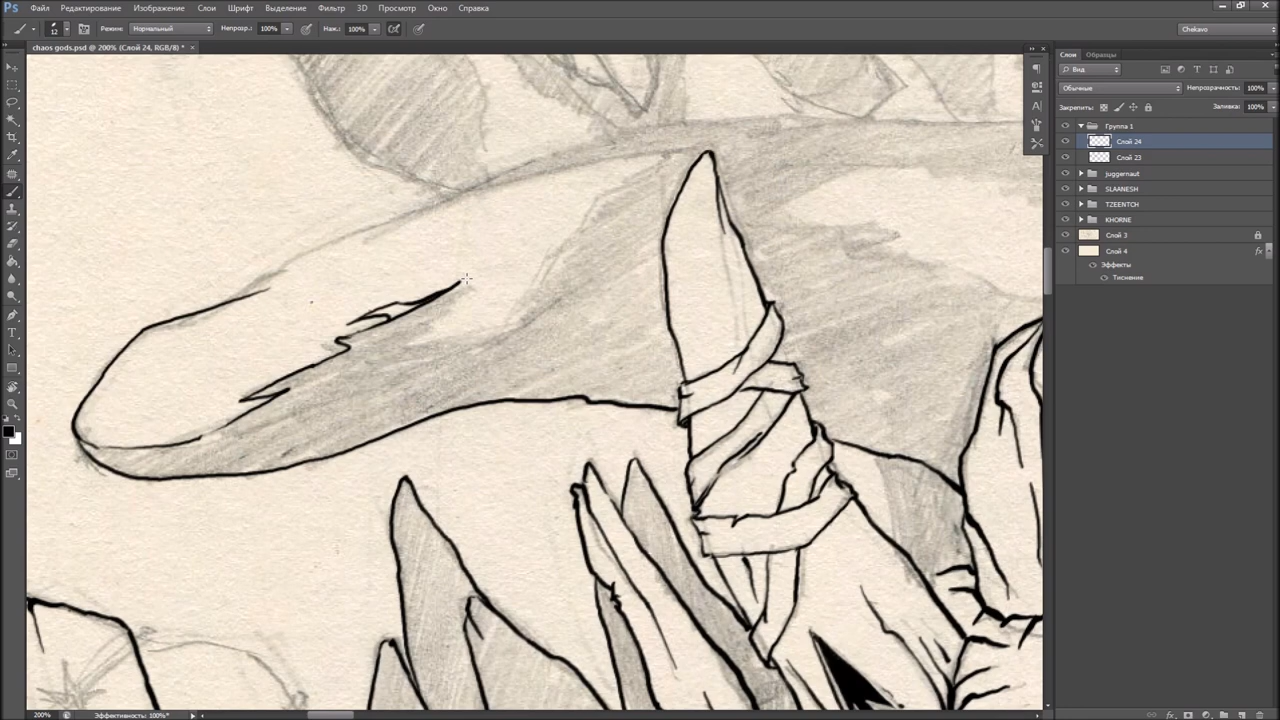 Ps Файл Редактирование Изображение Слои Шрифт Выделение Фильтр 3D Просмотр Окно Справка
12 Режим: Нормальный Непрозр.: 100% Наж.: 100% Chekavo
chaos gods.psd @ 200% (Слой 24, RGB/8) * ×
Слои Образцы
Вид
Обычные Непрозрачность: 100%
Закрепить: Заливка: 100%
Группа 1
Слой 24
Слой 23
juggernaut
SLAANESH
TZEENTCH
KHORNE
Слой 3
Слой 4
fx
Эффекты
Тиснение
200% Эффективность: 100%*